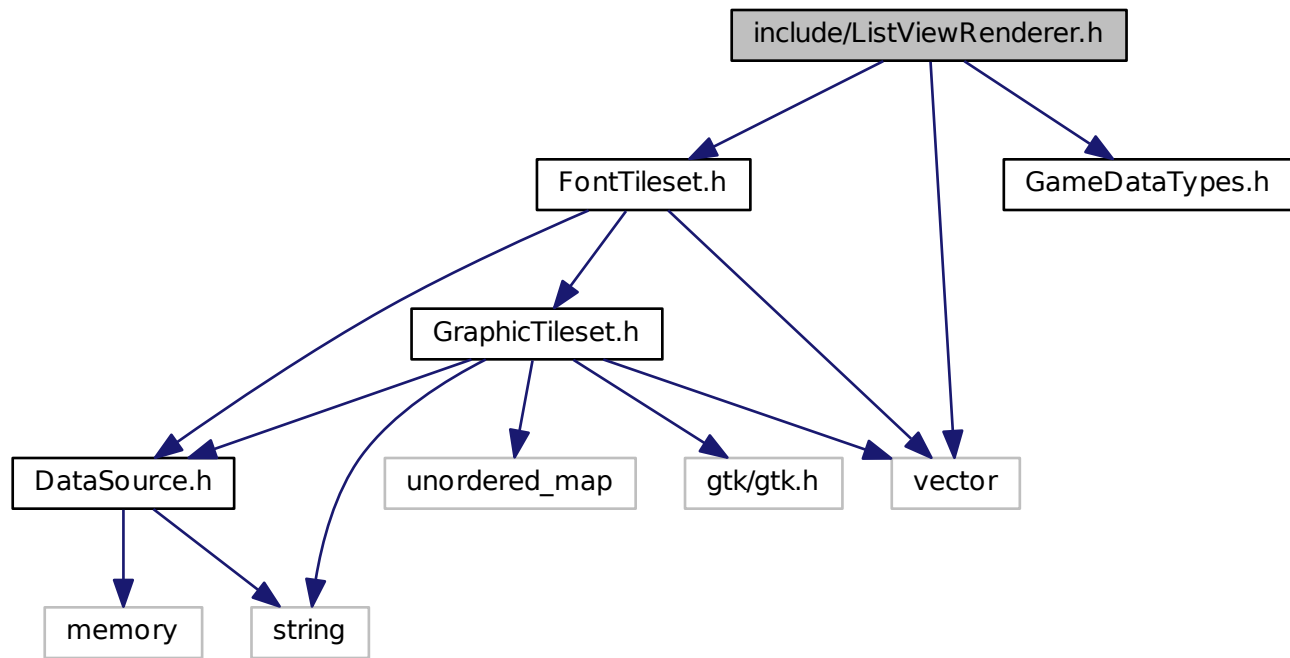 include/ListViewRenderer.h
FontTileset.h
GameDataTypes.h
GraphicTileset.h
DataSource.h
unordered_map
gtk/gtk.h
vector
memory
string